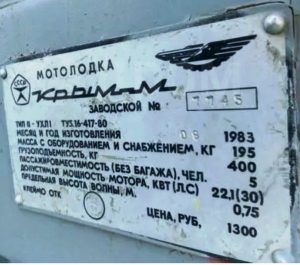 МОТОЛОДКА
Крым-М
ЗАВОДСКОЙ № 7745
ТИП II - УХЛ1 ТУ5.16-417-80
МЕСЯЦ И ГОД ИЗГОТОВЛЕНИЯ 08 1983
МАССА С ОБОРУДОВАНИЕМ И СНАБЖЕНИЕМ, КГ 195
ГРУЗОПОДЪЕМНОСТЬ, КГ 400
ПАССАЖИРОВМЕСТИМОСТЬ (БЕЗ БАГАЖА), ЧЕЛ. 5
ДОПУСТИМАЯ МОЩНОСТЬ МОТОРА, КВТ (Л.С) 22,1(30)
ПРЕДЕЛЬНАЯ ВЫСОТА ВОЛНЫ, М. 0,75
КЛЕЙМО ОТК ЦЕНА, РУБ, 1300